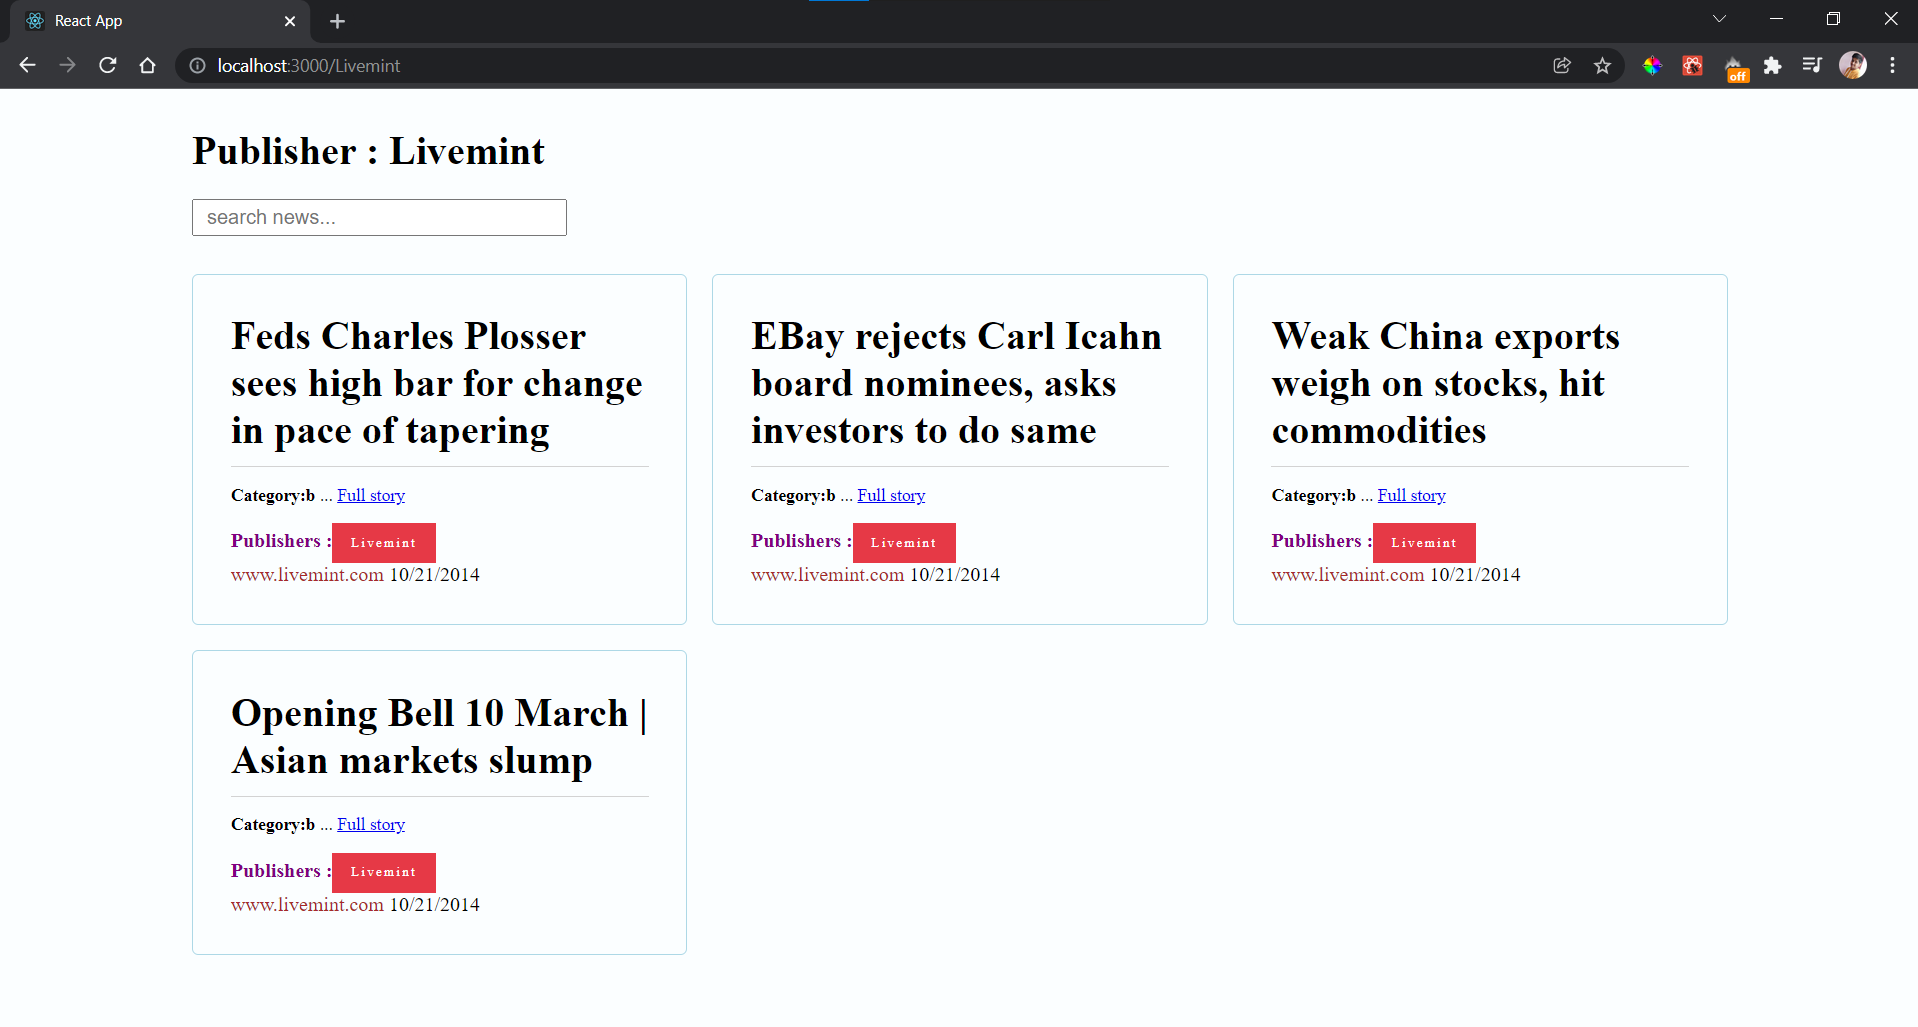 React App
localhost:3000/Livemint
off
Publisher : Livemint
search news...
Feds Charles Plosser
sees high bar for change
in pace of tapering
Category:b ... Full story
Publishers : Livemint
www.livemint.com 10/21/2014
EBay rejects Carl Icahn
board nominees, asks
investors to do same
Category:b ... Full story
Publishers : Livemint
www.livemint.com 10/21/2014
Weak China exports
weigh on stocks, hit
commodities
Category:b ... Full story
Publishers : Livemint
www.livemint.com 10/21/2014
Opening Bell 10 March |
Asian markets slump
Category:b ... Full story
Publishers : Livemint
www.livemint.com 10/21/2014